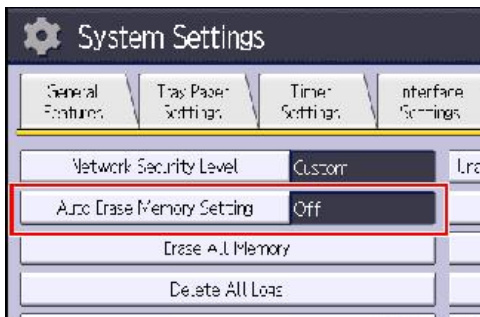 System Settings
General Features
Tray Paper Settings
Timer Settings
Interface Settings
Network Security Level Custom
Auto Erase Memory Setting Off
Erase All Memory
Delete All Logs